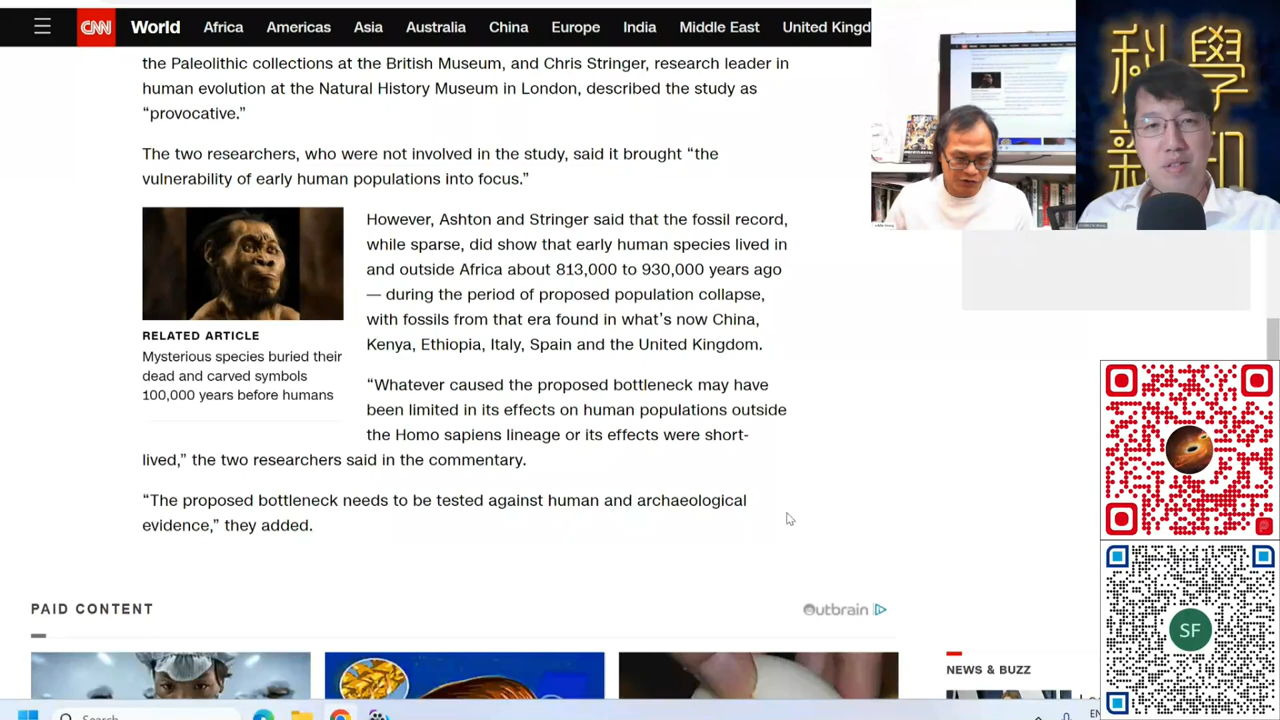 CNN World Africa Americas Asia Australia China Europe India Middle East United Kingd
the Paleolithic collections at the British Museum, and Chris Stringer, research leader in
human evolution at the Natural History Museum in London, described the study as
“provocative.”
The two researchers, who were not involved in the study, said it brought “the
vulnerability of early human populations into focus.”
However, Ashton and Stringer said that the fossil record,
while sparse, did show that early human species lived in
and outside Africa about 813,000 to 930,000 years ago
— during the period of proposed population collapse,
with fossils from that era found in what’s now China,
Kenya, Ethiopia, Italy, Spain and the United Kingdom.
RELATED ARTICLE
Mysterious species buried their
dead and carved symbols
100,000 years before humans
“Whatever caused the proposed bottleneck may have
been limited in its effects on human populations outside
the Homo sapiens lineage or its effects were short-
lived,” the two researchers said in the commentary.
“The proposed bottleneck needs to be tested against human and archaeological
evidence,” they added.
PAID CONTENT
Outbrain
NEWS & BUZZ
Search
EN
科學
新知
SF